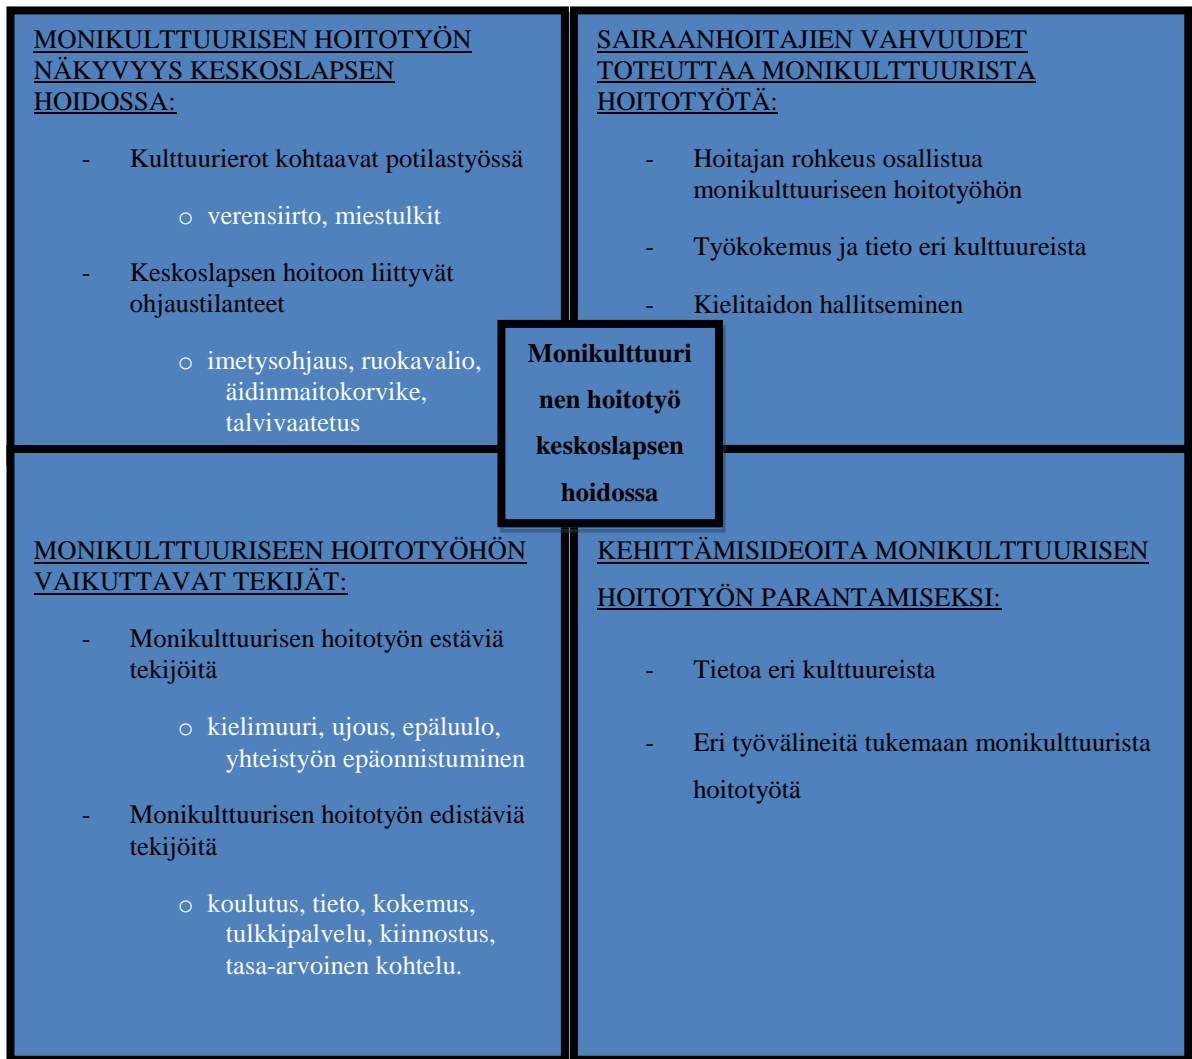 MONIKULTTUURISEN HOITOTYÖN
NÄKYVYYS KESKOSLAPSEN
HOIDOSSA:
- Kulttuurierot kohtaavat potilastyössä
o verensiirto, miestulkit
- Keskoslapsen hoitoon liittyvät
ohjaustilanteet
o imetysohjaus, ruokavalio,
äidinmaitokorvike,
talvivaatetus
SAIRAANHOITAJIEN VAHVUUDET
TOTEUTTAA MONIKULTTUURISTA
HOITOTYÖTÄ:
- Hoitajan rohkeus osallistua
monikulttuuriseen hoitotyöhön
- Työkokemus ja tieto eri kulttuureista
- Kielitaidon hallitseminen
Monikulttuuri
nen hoitotyö
keskoslapsen
hoidossa
MONIKULTTUURISEEN HOITOTYÖHÖN
VAIKUTTAVAT TEKIJÄT:
- Monikulttuurisen hoitotyön estäviä
tekijöitä
o kielimuuri, ujous, epäluulo,
yhteistyön epäonnistuminen
- Monikulttuurisen hoitotyön edistäviä
tekijöitä
o koulutus, tieto, kokemus,
tulkkipalvelu, kiinnostus,
tasa-arvoinen kohtelu.
KEHITTÄMISIDEOITA MONIKULTTUURISEN
HOITOTYÖN PARANTAMISEKSI:
- Tietoa eri kulttuureista
- Eri työvälineitä tukemaan monikulttuurista
hoitotyötä